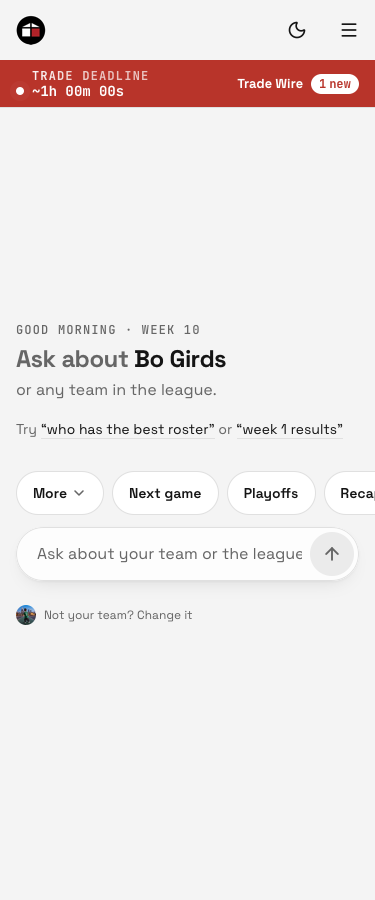 TRADE DEADLINE
~1h 00m 00s
Trade Wire
1 new
GOOD MORNING · WEEK 10
Ask about Bo Girds
or any team in the league.
Try “who has the best roster” or “week 1 results”
More
Next game
Playoffs
Reca
Ask about your team or the league
Not your team? Change it